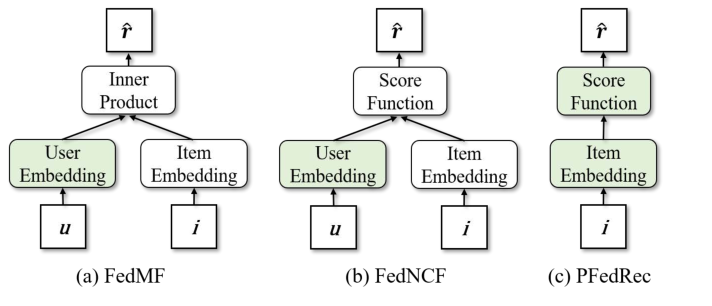 r̂
Inner
Product
User
Embedding
Item
Embedding
u
i
(a) FedMF
r̂
Score
Function
User
Embedding
Item
Embedding
u
i
(b) FedNCF
r̂
Score
Function
Item
Embedding
i
(c) PFedRec